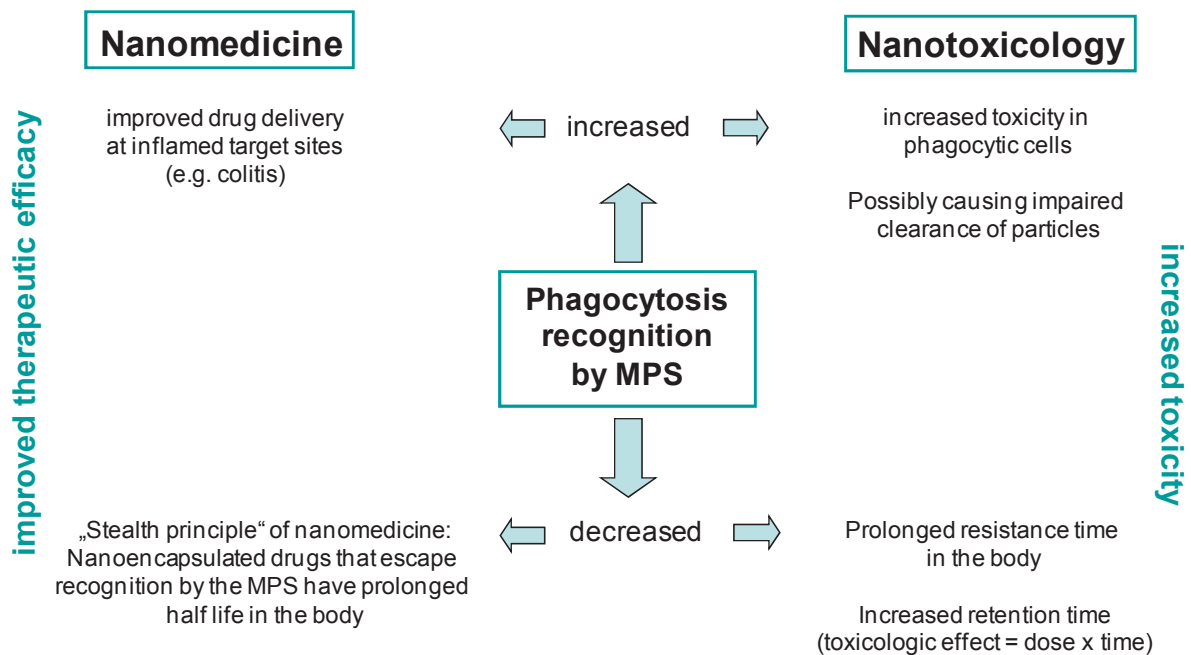 Nanomedicine
Nanotoxicology
improved therapeutic efficacy
improved drug delivery
at inflamed target sites
(e.g. colitis)
increased
increased toxicity in
phagocytic cells
Possibly causing impaired
clearance of particles
Phagocytosis
recognition
by MPS
increased toxicity
„Stealth principle“ of nanomedicine:
Nanoencapsulated drugs that escape
recognition by the MPS have prolonged
half life in the body
decreased
Prolonged resistance time
in the body
Increased retention time
(toxicologic effect = dose x time)